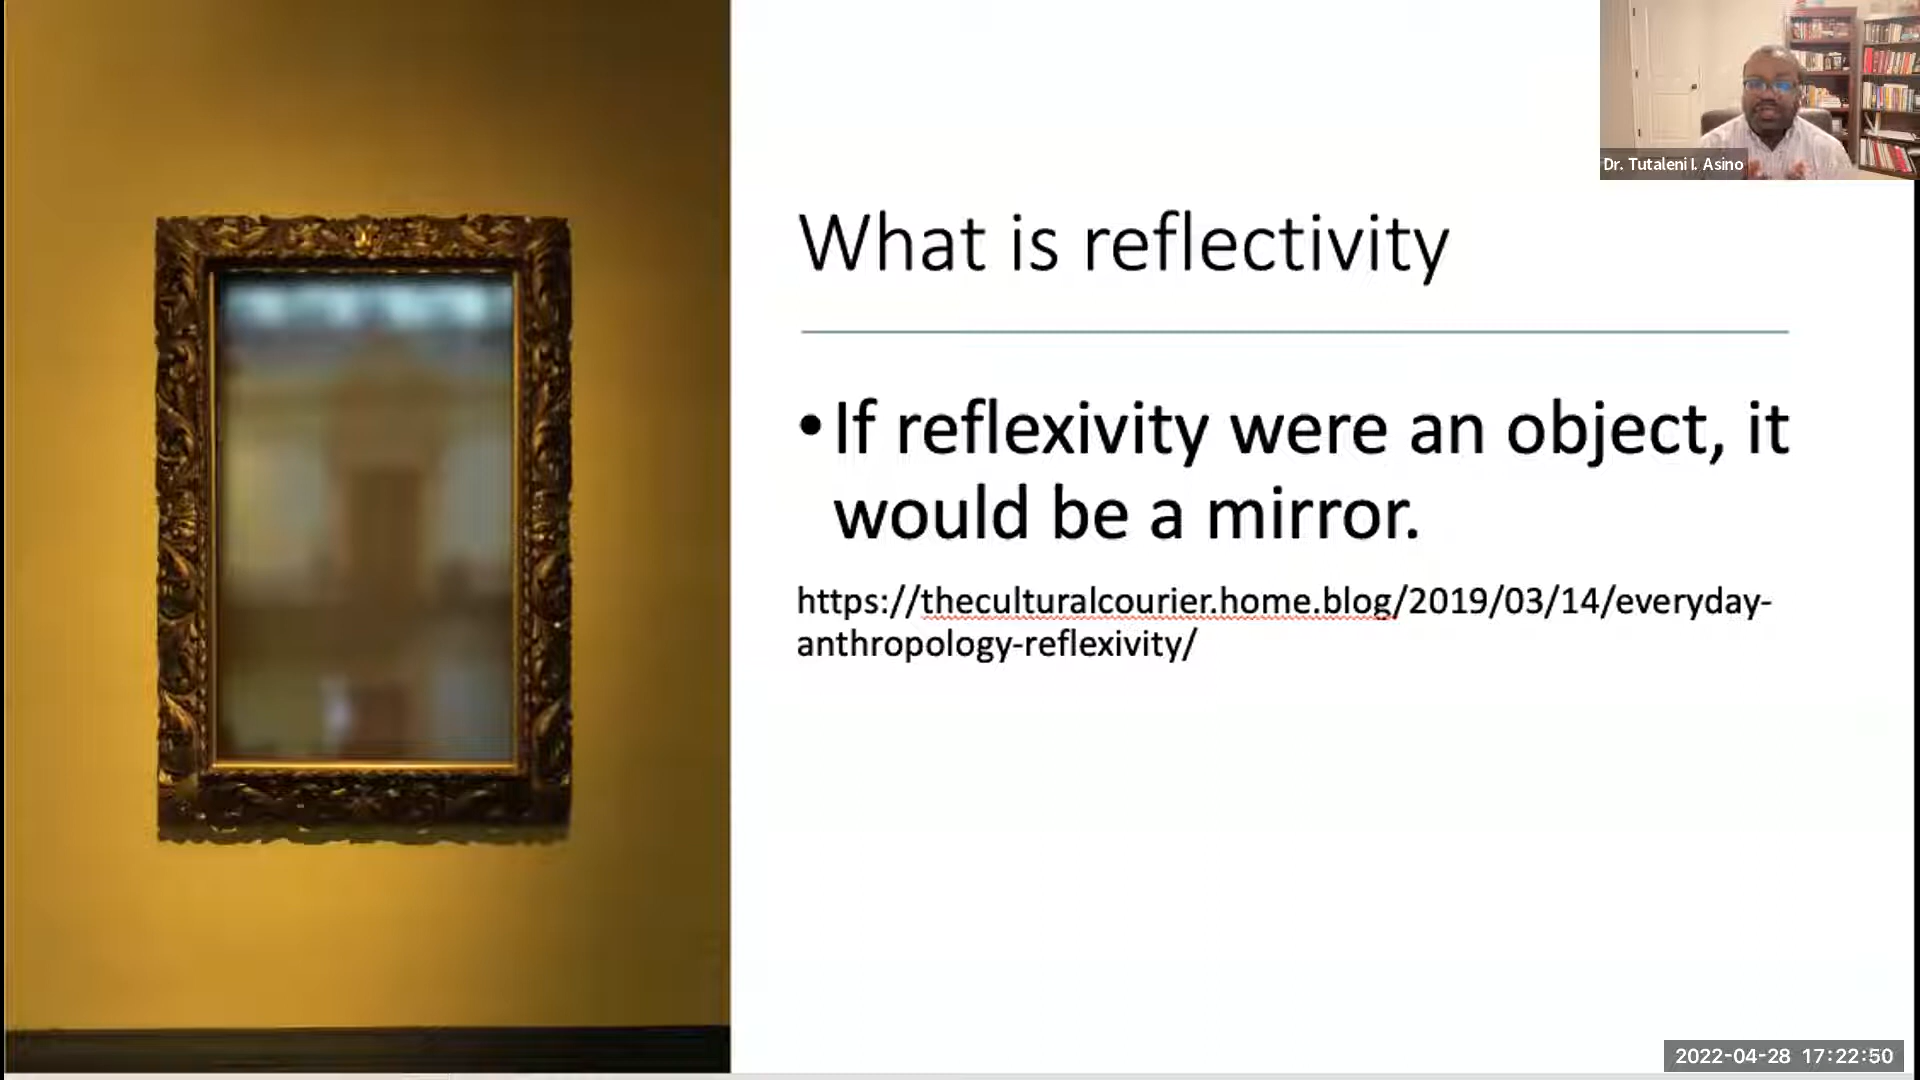 Dr. Tutaleni I. Asino
What is reflectivity
• If reflexivity were an object, it
would be a mirror.
https://theculturalcourier.home.blog/2019/03/14/everyday-
anthropology-reflexivity/
2022-04-28 17:22:50